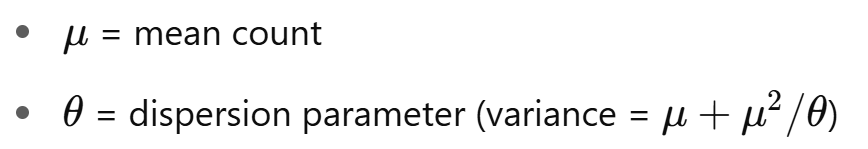 • μ = mean count
• θ = dispersion parameter (variance = μ + μ²/θ)